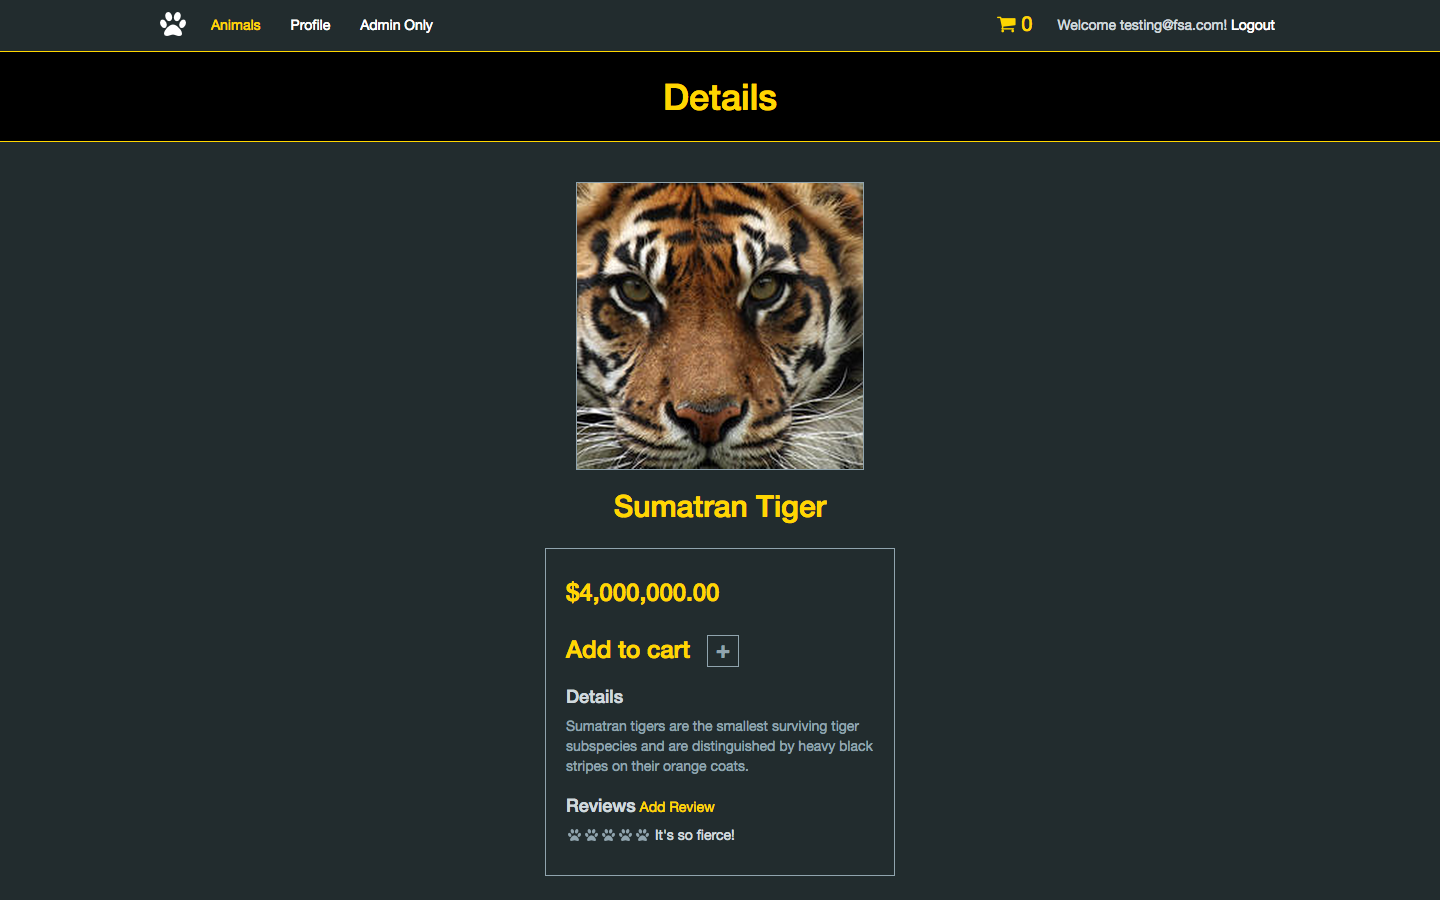 Animals Profile Admin Only 0 Welcome testing@fsa.com! Logout
Details
Sumatran Tiger
$4,000,000.00
Add to cart +
Details
Sumatran tigers are the smallest surviving tiger
subspecies and are distinguished by heavy black
stripes on their orange coats.
Reviews Add Review
It's so fierce!